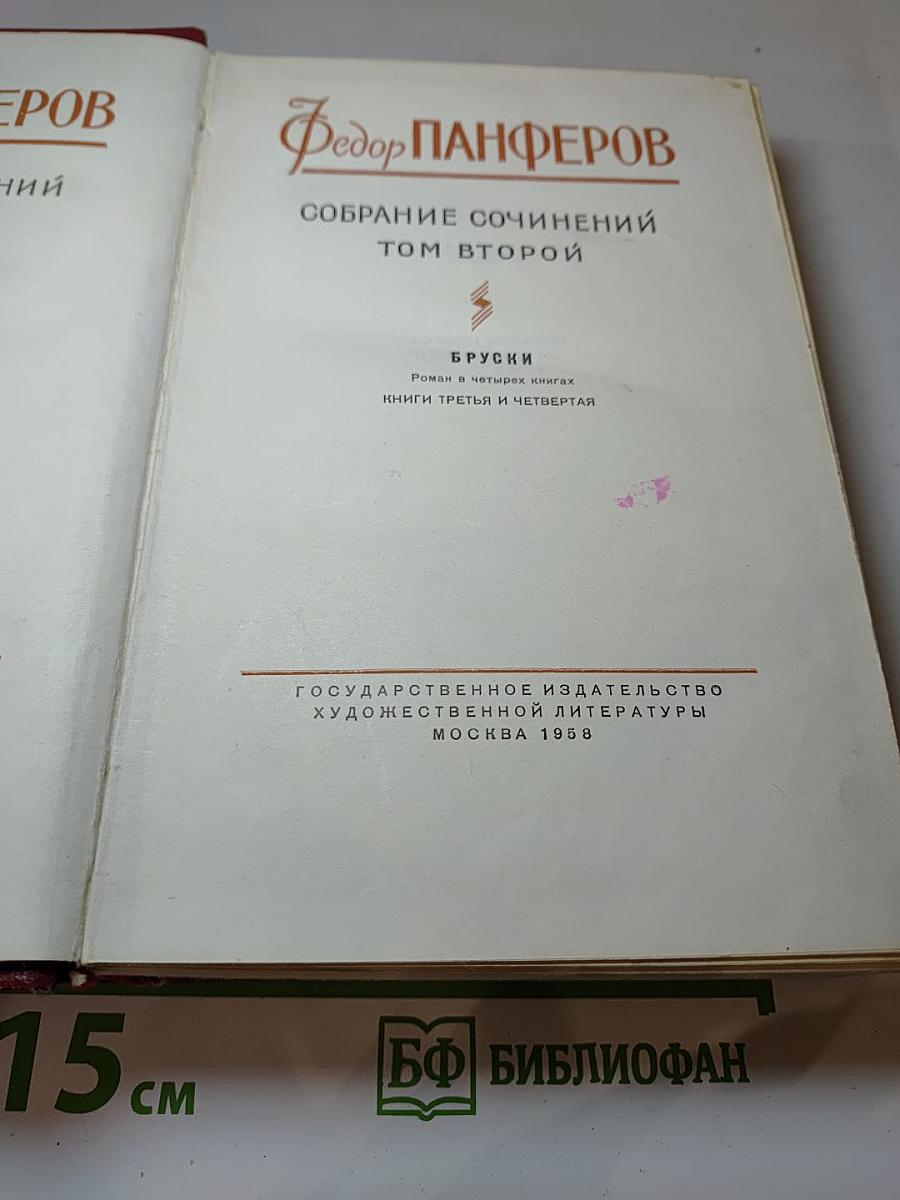 ЕРОВ
НИЙ
Федор ПАНФЕРОВ
СОБРАНИЕ СОЧИНЕНИЙ
ТОМ ВТОРОЙ
БРУСКИ
Роман в четырех книгах
КНИГИ ТРЕТЬЯ И ЧЕТВЕРТАЯ
ГОСУДАРСТВЕННОЕ ИЗДАТЕЛЬСТВО
ХУДОЖЕСТВЕННОЙ ЛИТЕРАТУРЫ
МОСКВА 1958
15 см
БФ БИБЛИОФАН